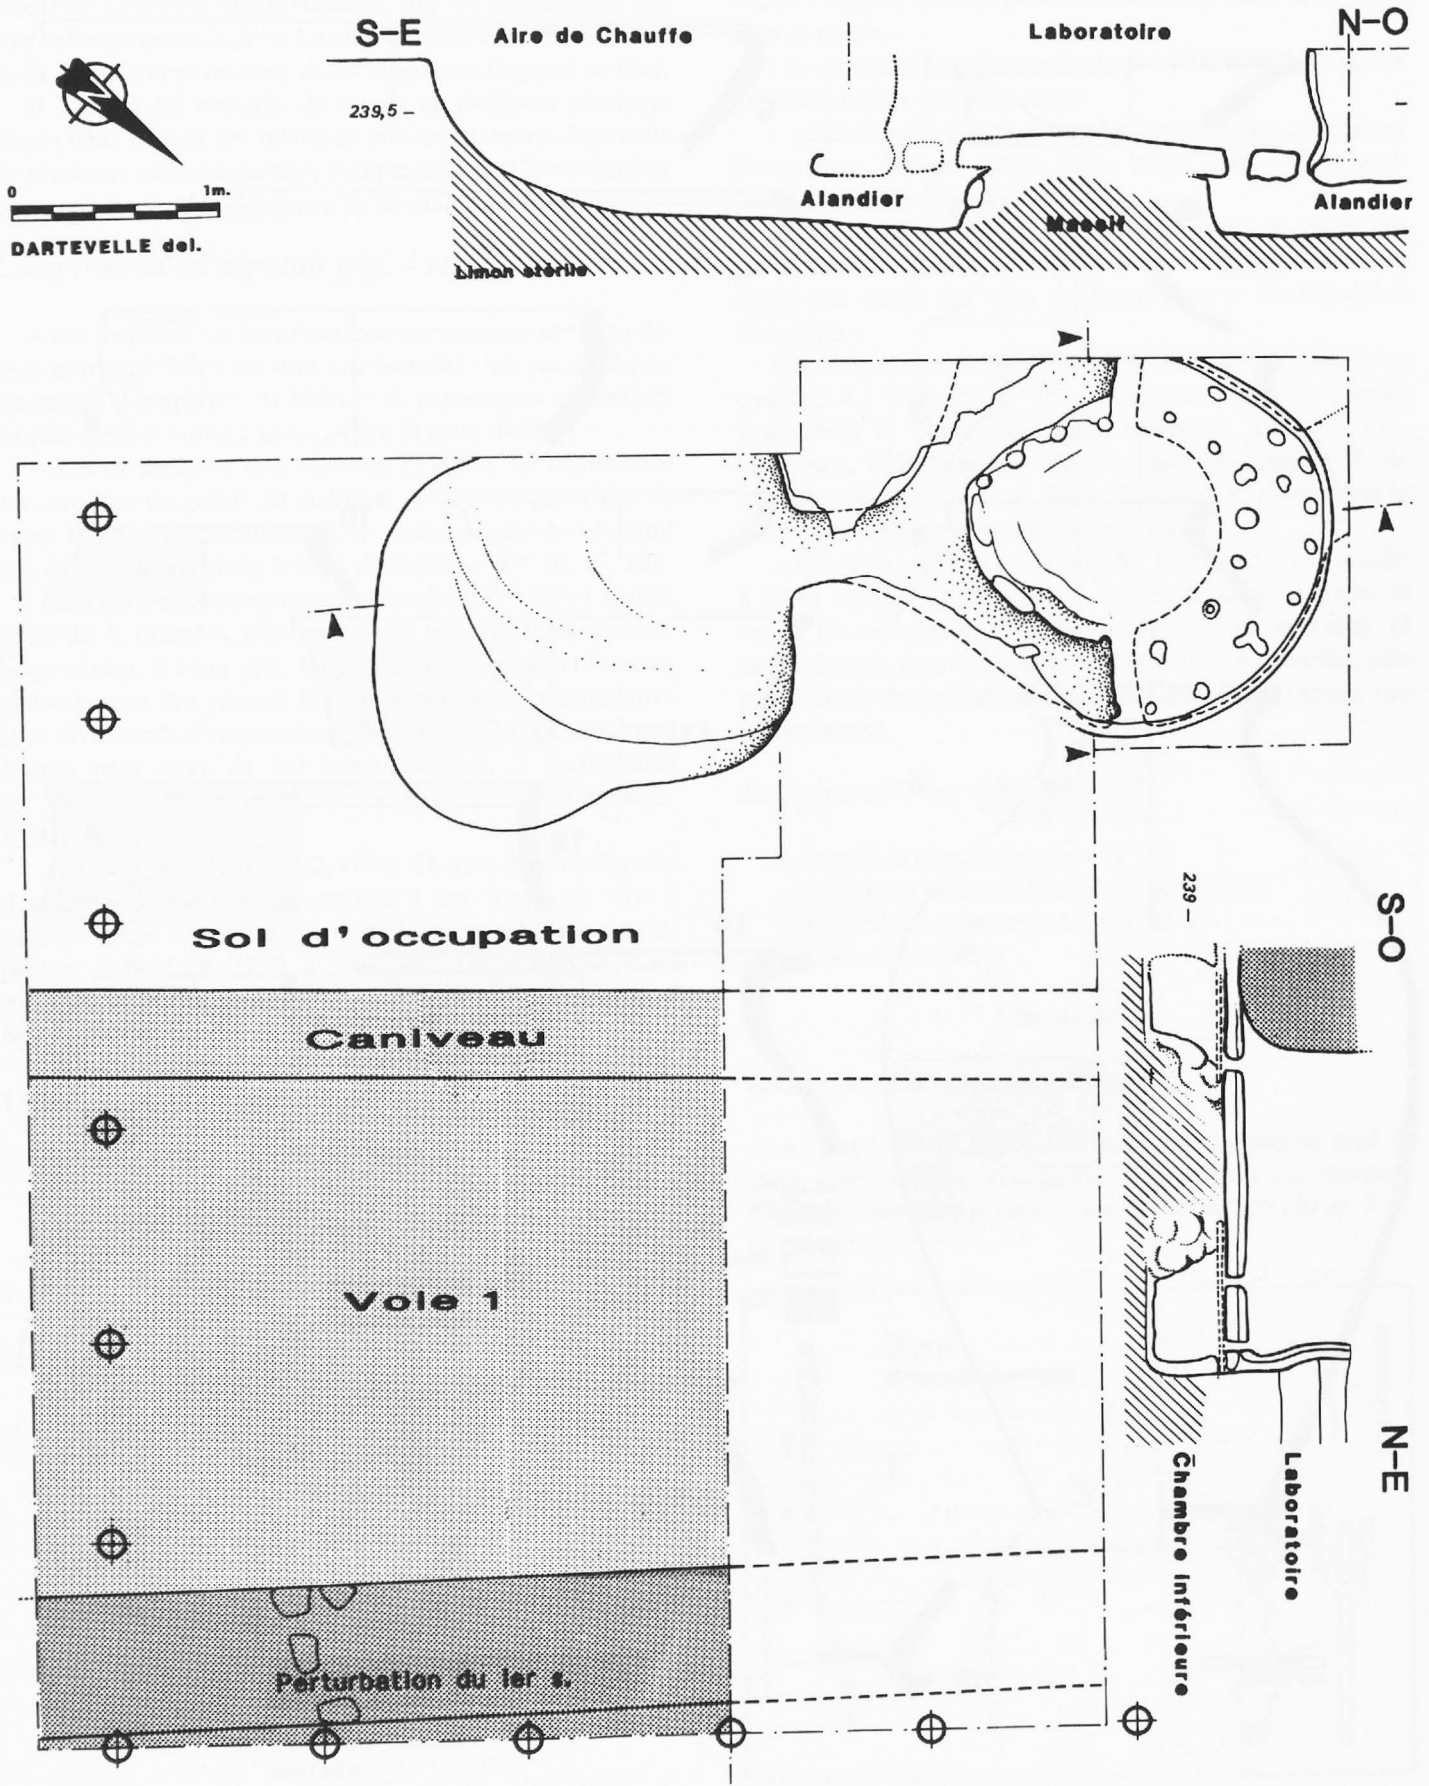 S-E
Aire de Chauffe
Laboratoire
N-O
239,5 –
0 1m.
DARTEVELLE del.
Alandier
Massif
Alandier
Limon stérile
N
239 –
S-O
Sol d'occupation
Caniveau
Voie 1
N-E
Chambre inférieure
Laboratoire
Perturbation du Ier s.